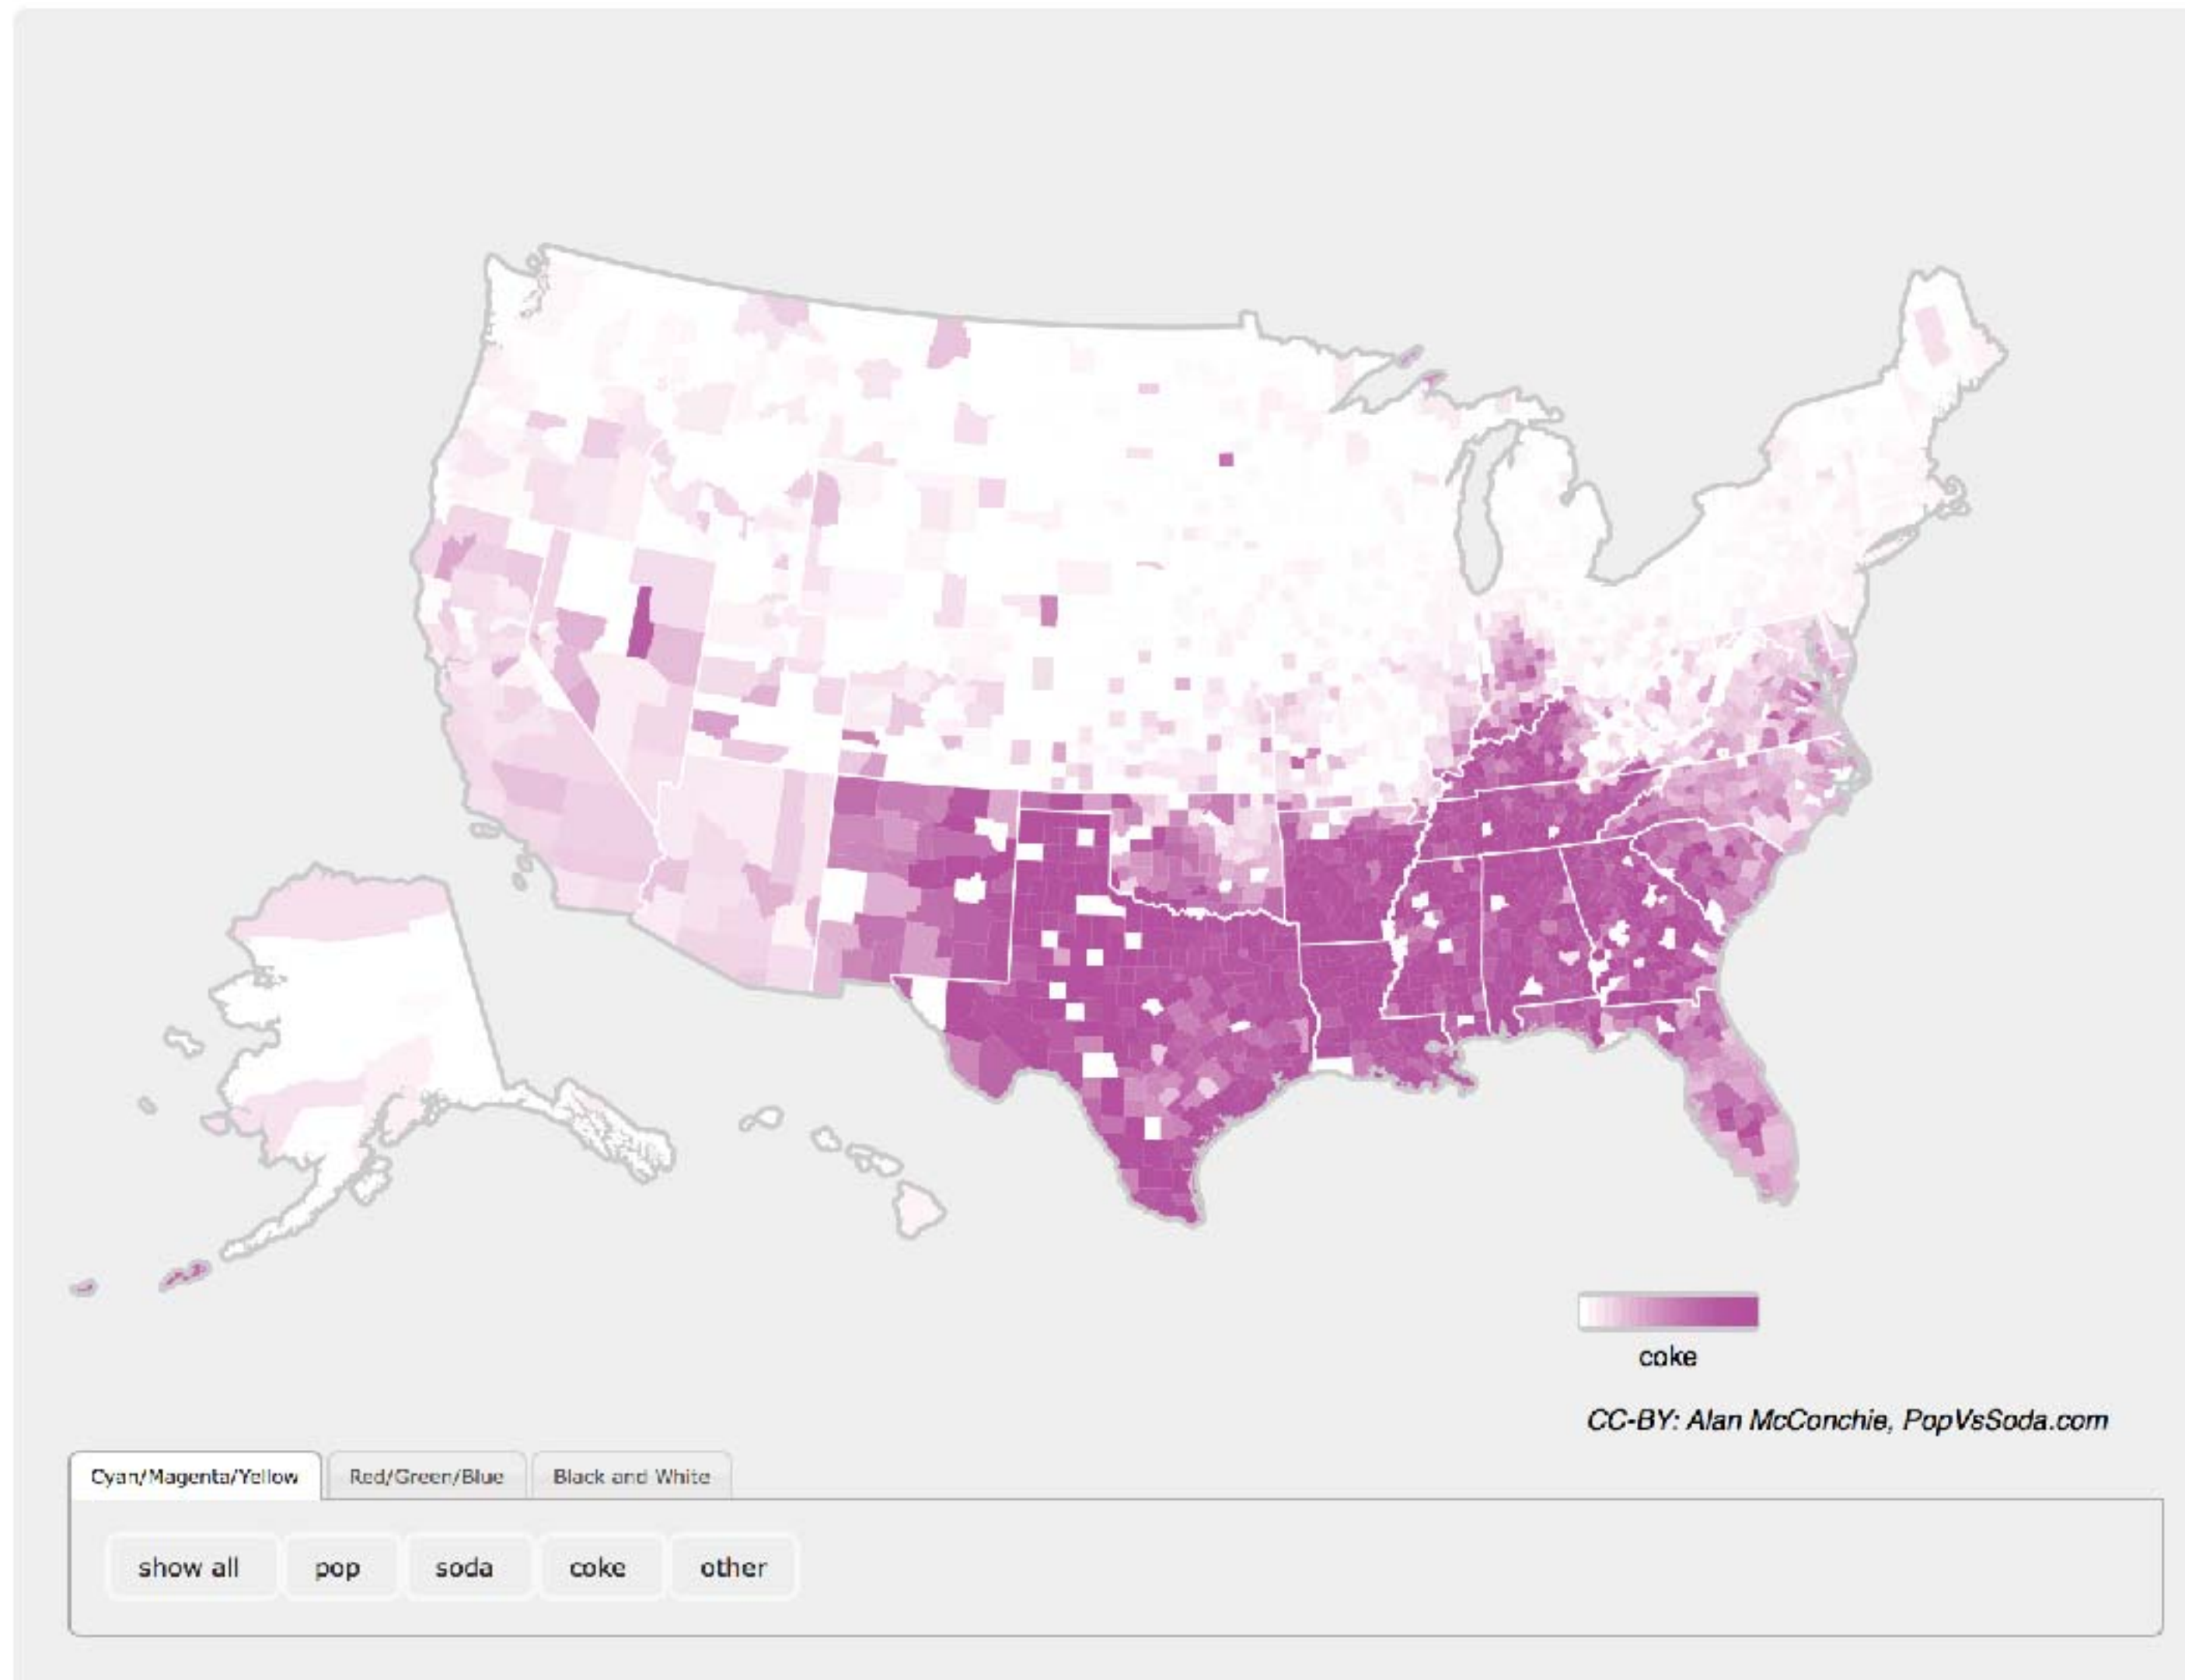 coke
CC-BY: Alan McConchie, PopVsSoda.com
Cyan/Magenta/Yellow
Red/Green/Blue
Black and White
show all
pop
soda
coke
other